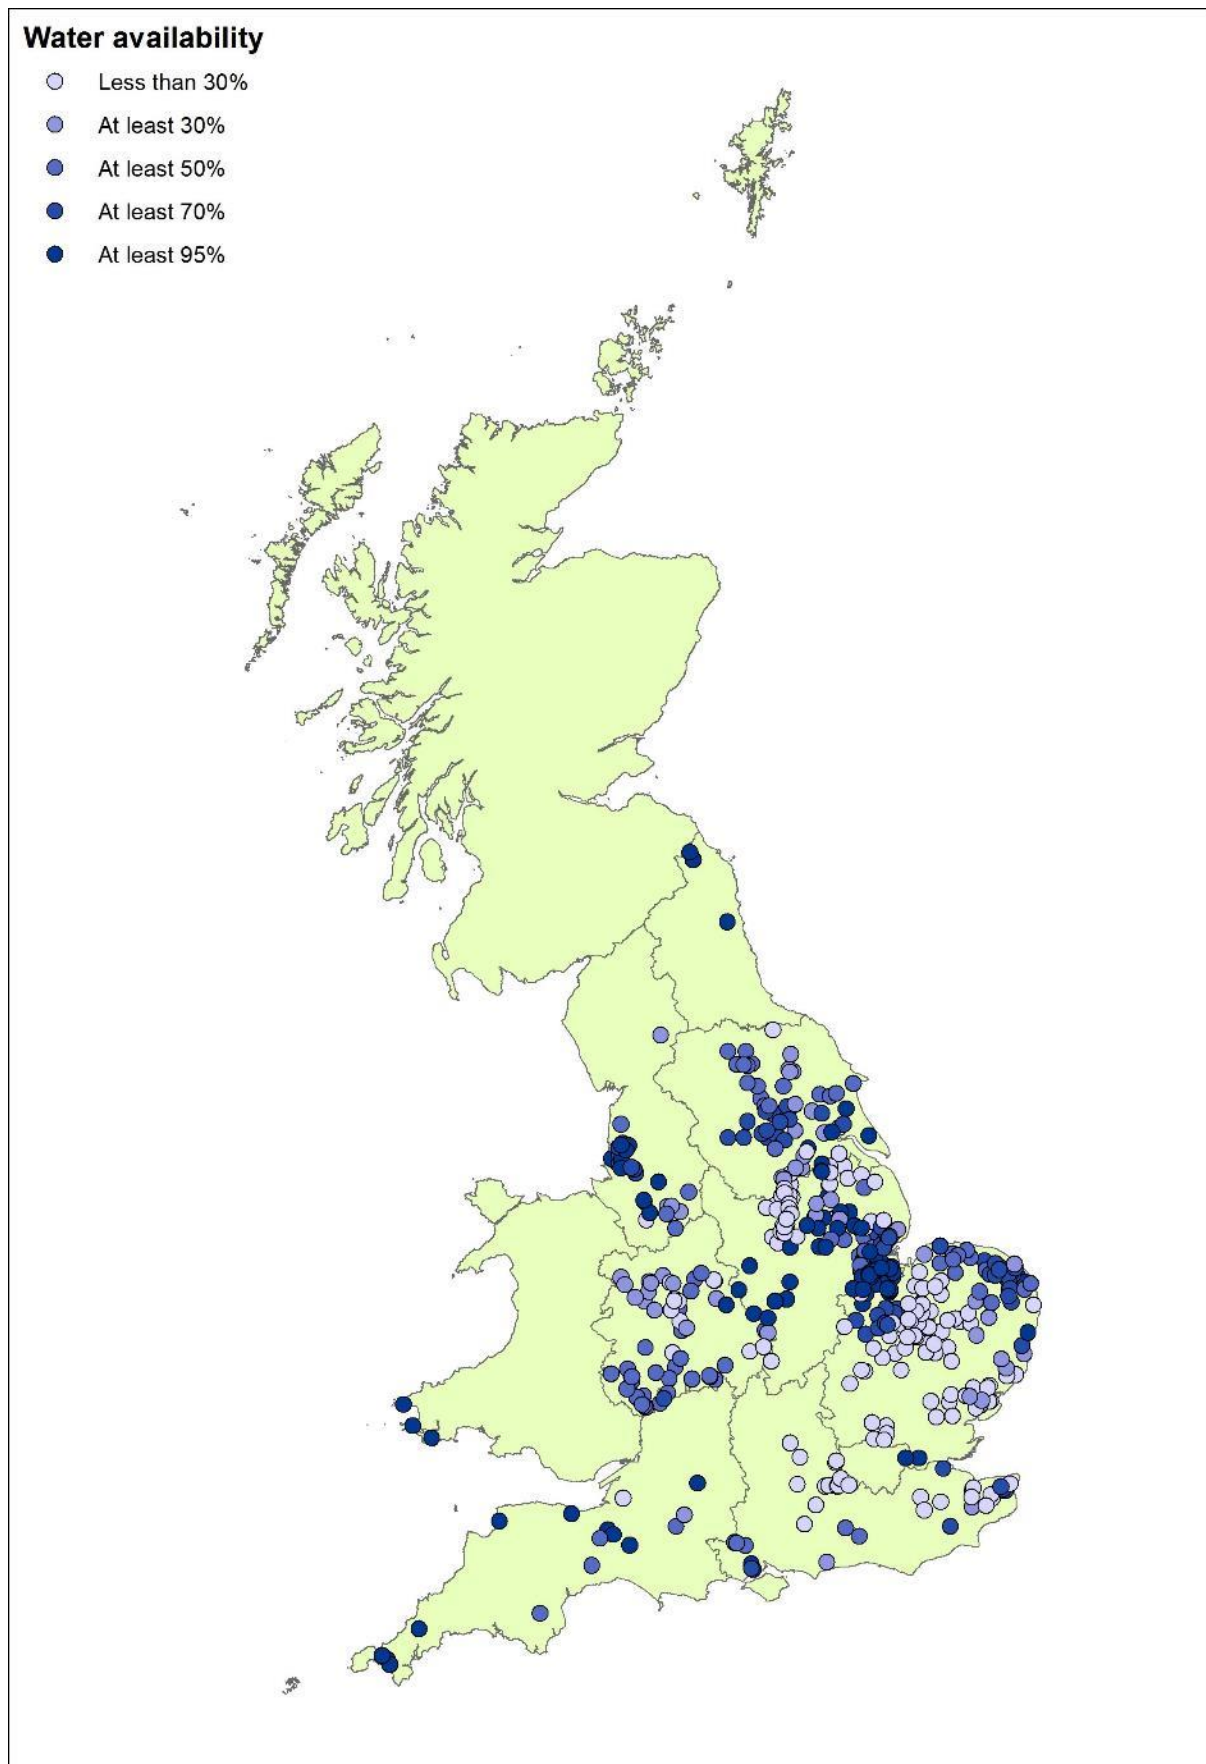 Water availability
Less than 30%
At least 30%
At least 50%
At least 70%
At least 95%